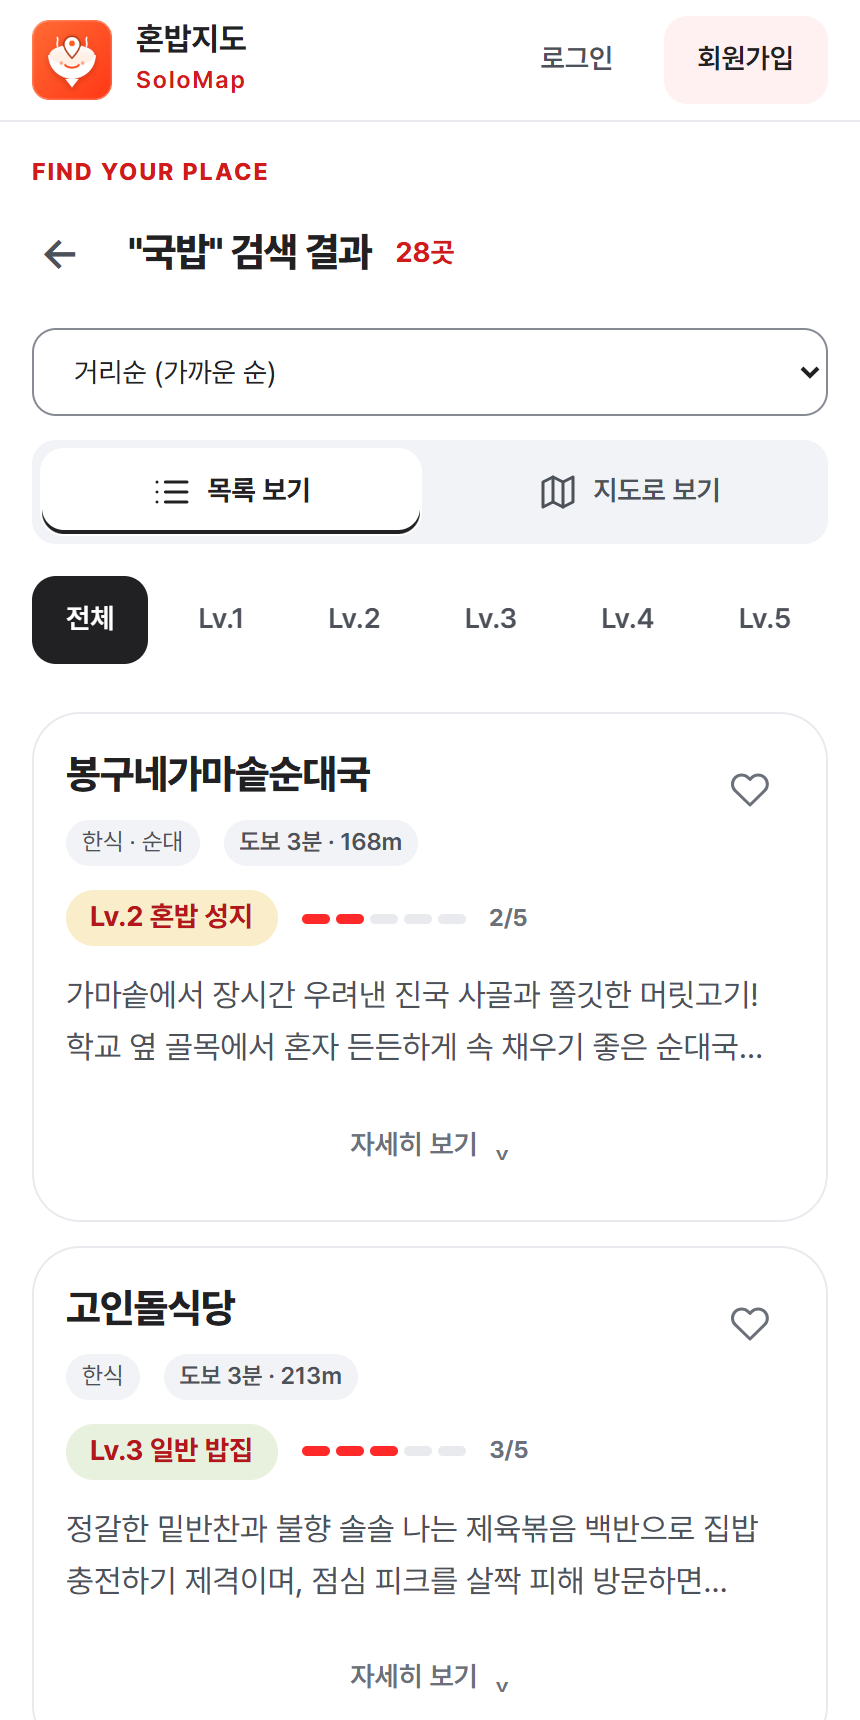 혼밥지도
SoloMap
로그인
회원가입
FIND YOUR PLACE
"국밥" 검색 결과 28곳
거리순 (가까운 순)
목록 보기
지도로 보기
전체 Lv.1 Lv.2 Lv.3 Lv.4 Lv.5
봉구네가마솥순대국
한식 · 순대 도보 3분 · 168m
Lv.2 혼밥 성지 2/5
가마솥에서 장시간 우려낸 진국 사골과 쫄깃한 머릿고기!
학교 옆 골목에서 혼자 든든하게 속 채우기 좋은 순대국...
자세히 보기
고인돌식당
한식 도보 3분 · 213m
Lv.3 일반 밥집 3/5
정갈한 밑반찬과 불향 솔솔 나는 제육볶음 백반으로 집밥
충전하기 제격이며, 점심 피크를 살짝 피해 방문하면...
자세히 보기